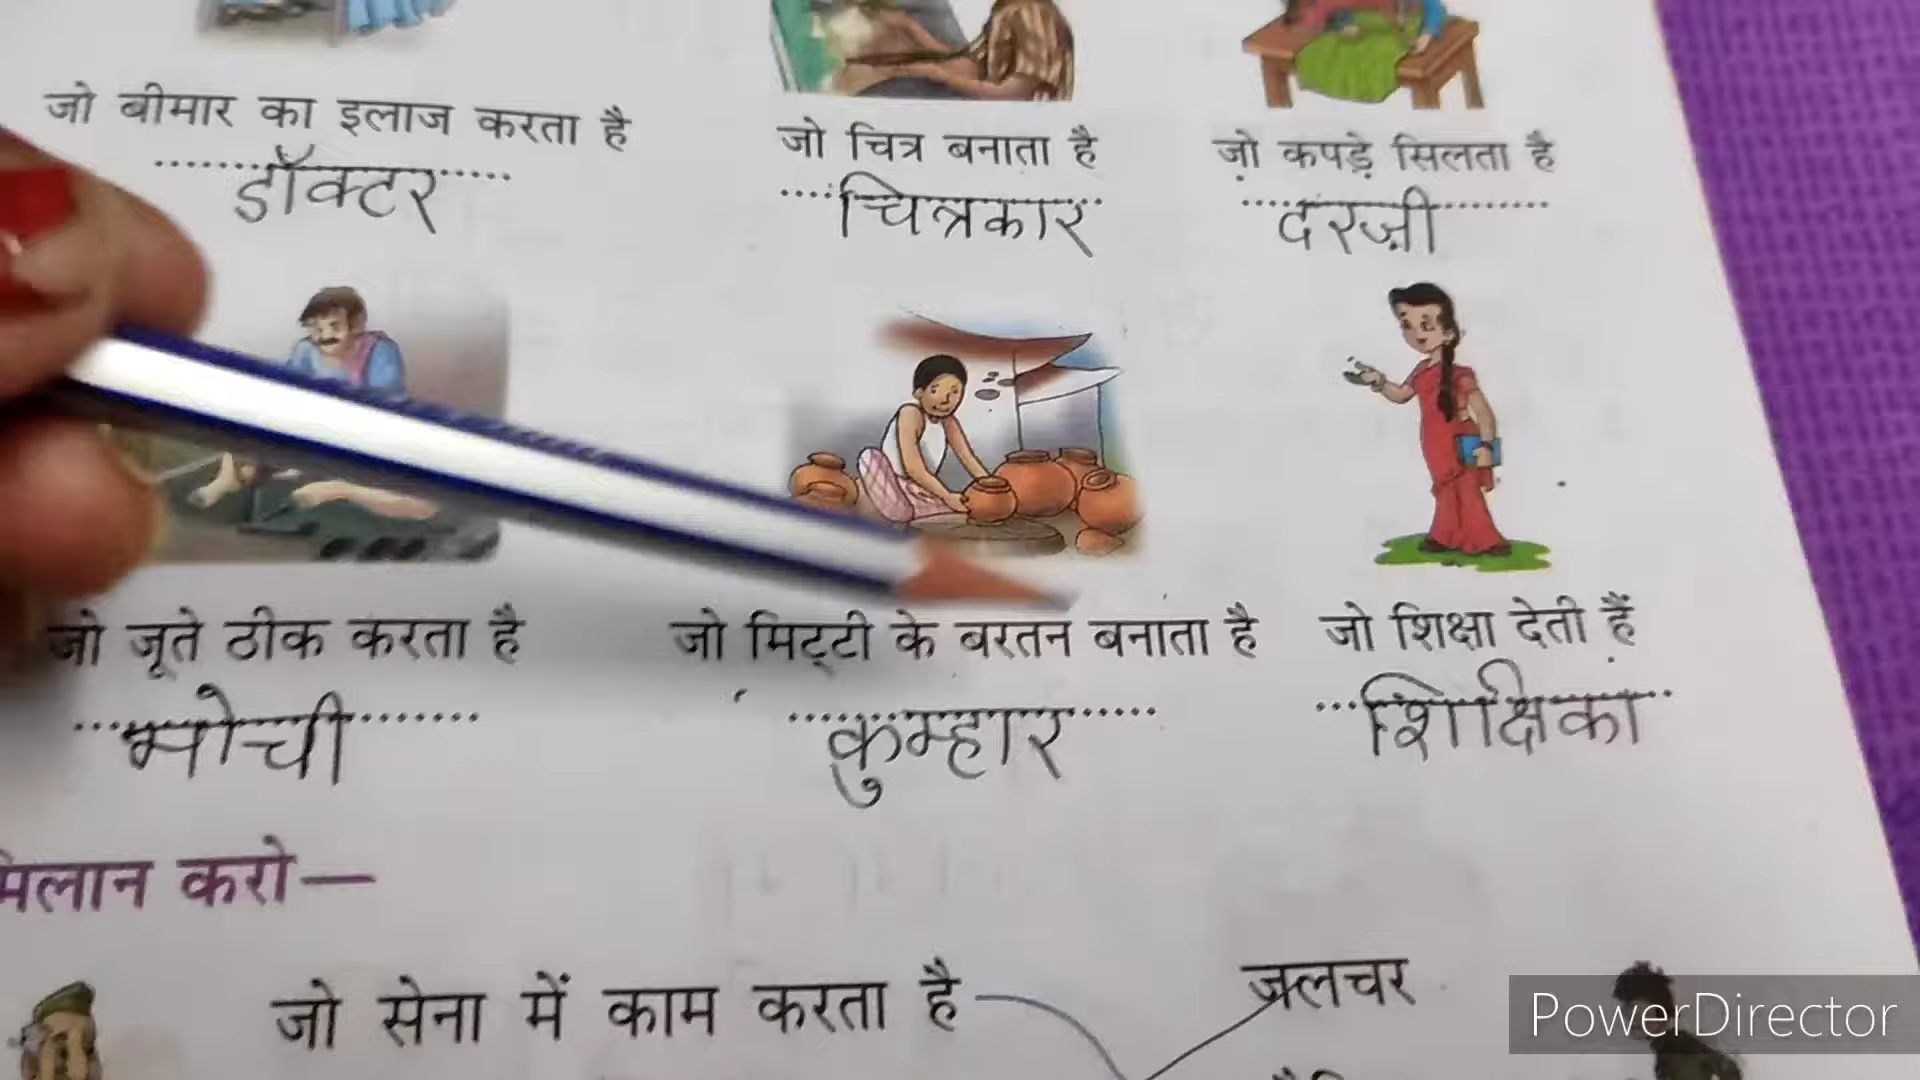 जो बीमार का इलाज करता है
डॉक्टर
जो चित्र बनाता है
चित्रकार
जो कपड़े सिलता है
दरज़ी
जो जूते ठीक करता है
मोची
जो मिट्‌टी के बरतन बनाता है
कुम्हार
जो शिक्षा देती हैं
शिक्षिका
मिलान करो—
जो सेना में काम करता है
जलचर
PowerDirector